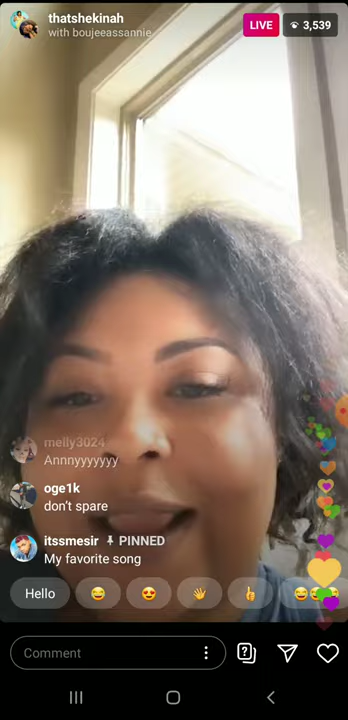 thatshekinah
with boujeeassannie
LIVE
3,539
melly3024
Annnyyyyyyy
oge1k
don't spare
itssmesir PINNED
My favorite song
Hello
Comment